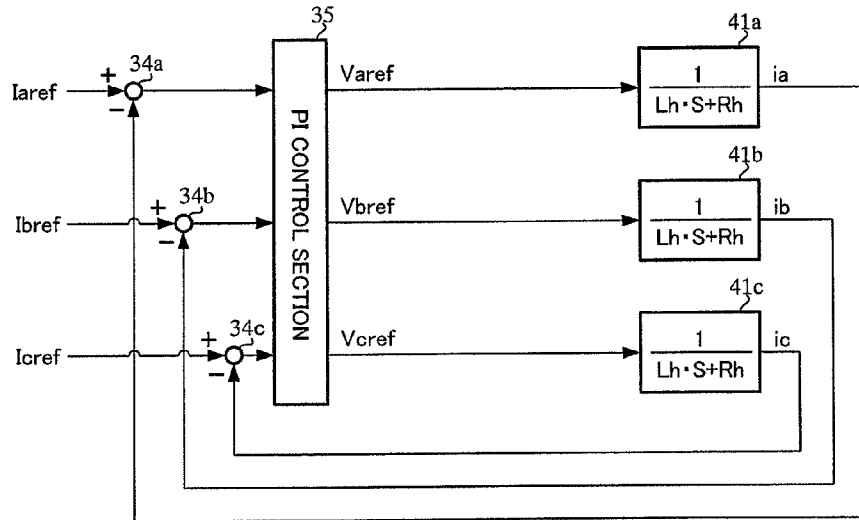 35
41a
34a
Iaref
+
−
Varef
1
Lh·S+Rh
ia
41b
34b
Ibref
+
−
Vbref
1
Lh·S+Rh
ib
PI CONTROL SECTION
41c
34c
Icref
+
−
Vcref
1
Lh·S+Rh
ic